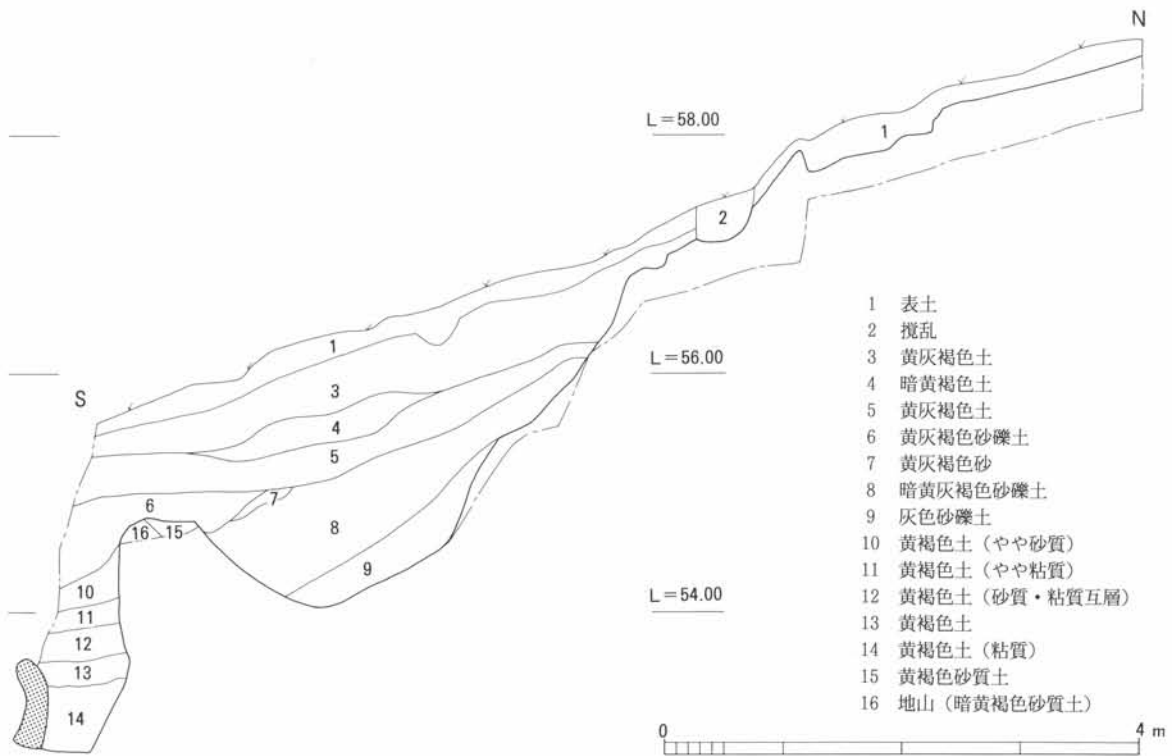 N
L＝58.00
1
2
L＝56.00
S
1
3
4
5
6
7
8
16 15
9
10
11
12
13
14
L＝54.00
1 表土
2 攪乱
3 黄灰褐色土
4 暗黄褐色土
5 黄灰褐色土
6 黄灰褐色砂礫土
7 黄灰褐色砂
8 暗黄灰褐色砂礫土
9 灰色砂礫土
10 黄褐色土（やや砂質）
11 黄褐色土（やや粘質）
12 黄褐色土（砂質・粘質互層）
13 黄褐色土
14 黄褐色土（粘質）
15 黄褐色砂質土
16 地山（暗黄褐色砂質土）
0 4 m